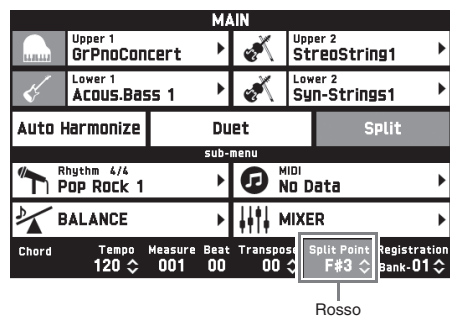 MAIN
Upper 1
GrPnoConcert
Upper 2
StreoString1
Lower 1
Acous.Bass 1
Lower 2
Syn-Strings1
Auto Harmonize
Duet
Split
sub-menu
Rhythm 4/4
Pop Rock 1
MIDI
No Data
BALANCE
MIXER
Chord Tempo Measure Beat Transpose Split Point Registration
120 001 00 00 F#3 Bank-01
Rosso